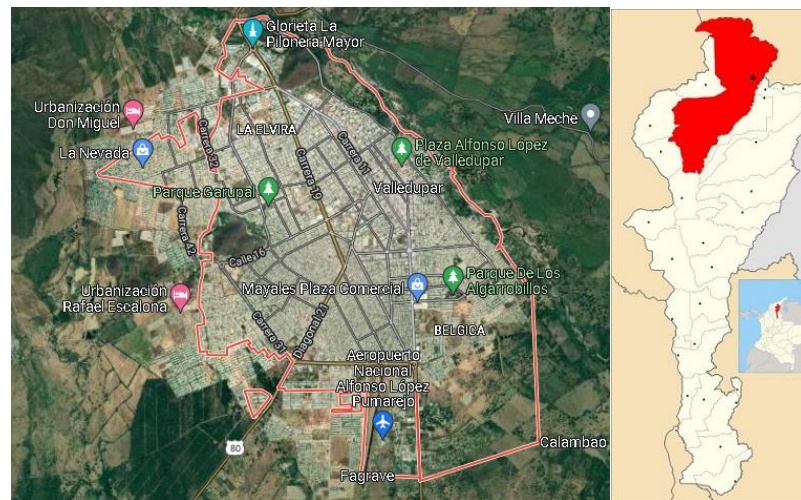 Glorieta La
Pilonera Mayor
Urbanización
Don Miguel
LA ELVIRA
Carrera 11
Villa Meche
La Nevada
Carrera 35
Plaza Alfonso López
de Valledupar
Carrera 19
Valledupar
Parque Garupal
Carrera 42
Calle 16
Urbanización
Rafael Escalona
Mayales Plaza Comercial
Parque De Los
Algarrobillos
Carrera 31
Diagonal 21
BELGICA
Aeropuerto
Nacional
Alfonso López
Pumarejo
80
Calambao
Fagrave